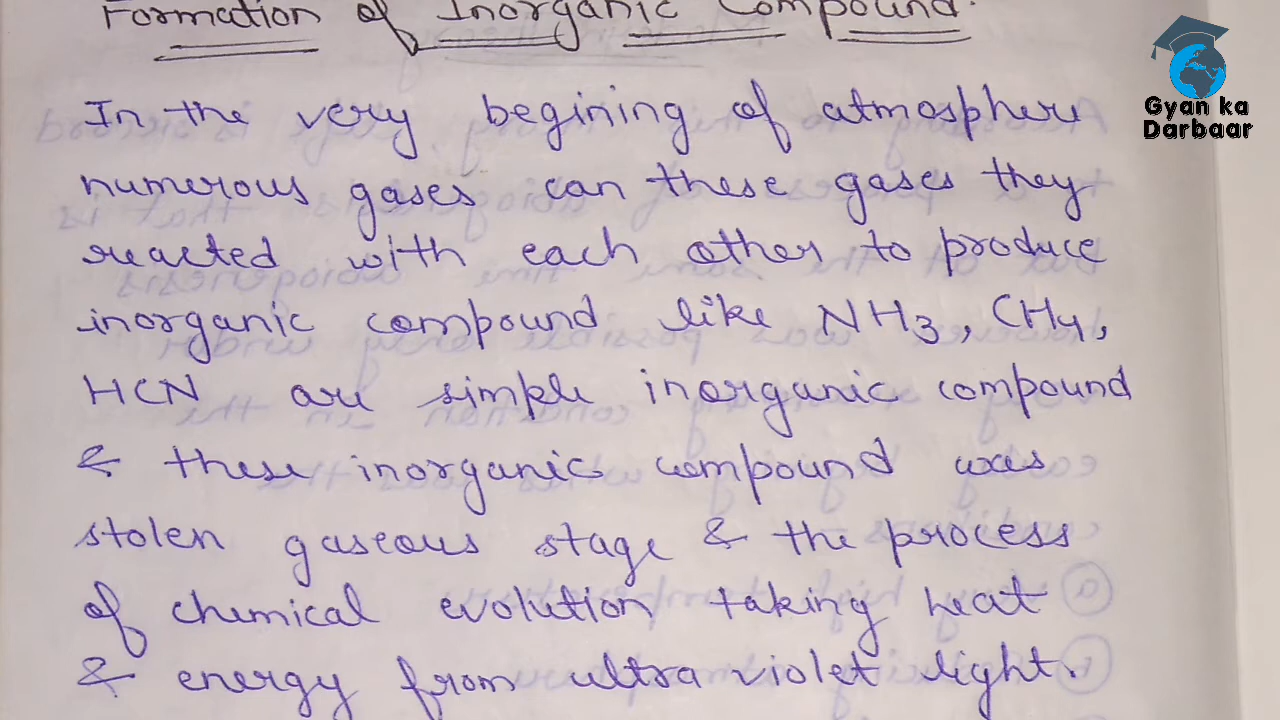 Formation of Inorganic Compound.
Gyan ka
Darbaar
In the very begining of atmosphere
numerous gases can these gases they
reacted with each other to produce
inorganic compound like NH3, CH4,
HCN are simple inorganic compound
& these inorganic compound was
stolen gaseous stage & the process
of chemical evolution taking heat
& energy from ultra violet light.